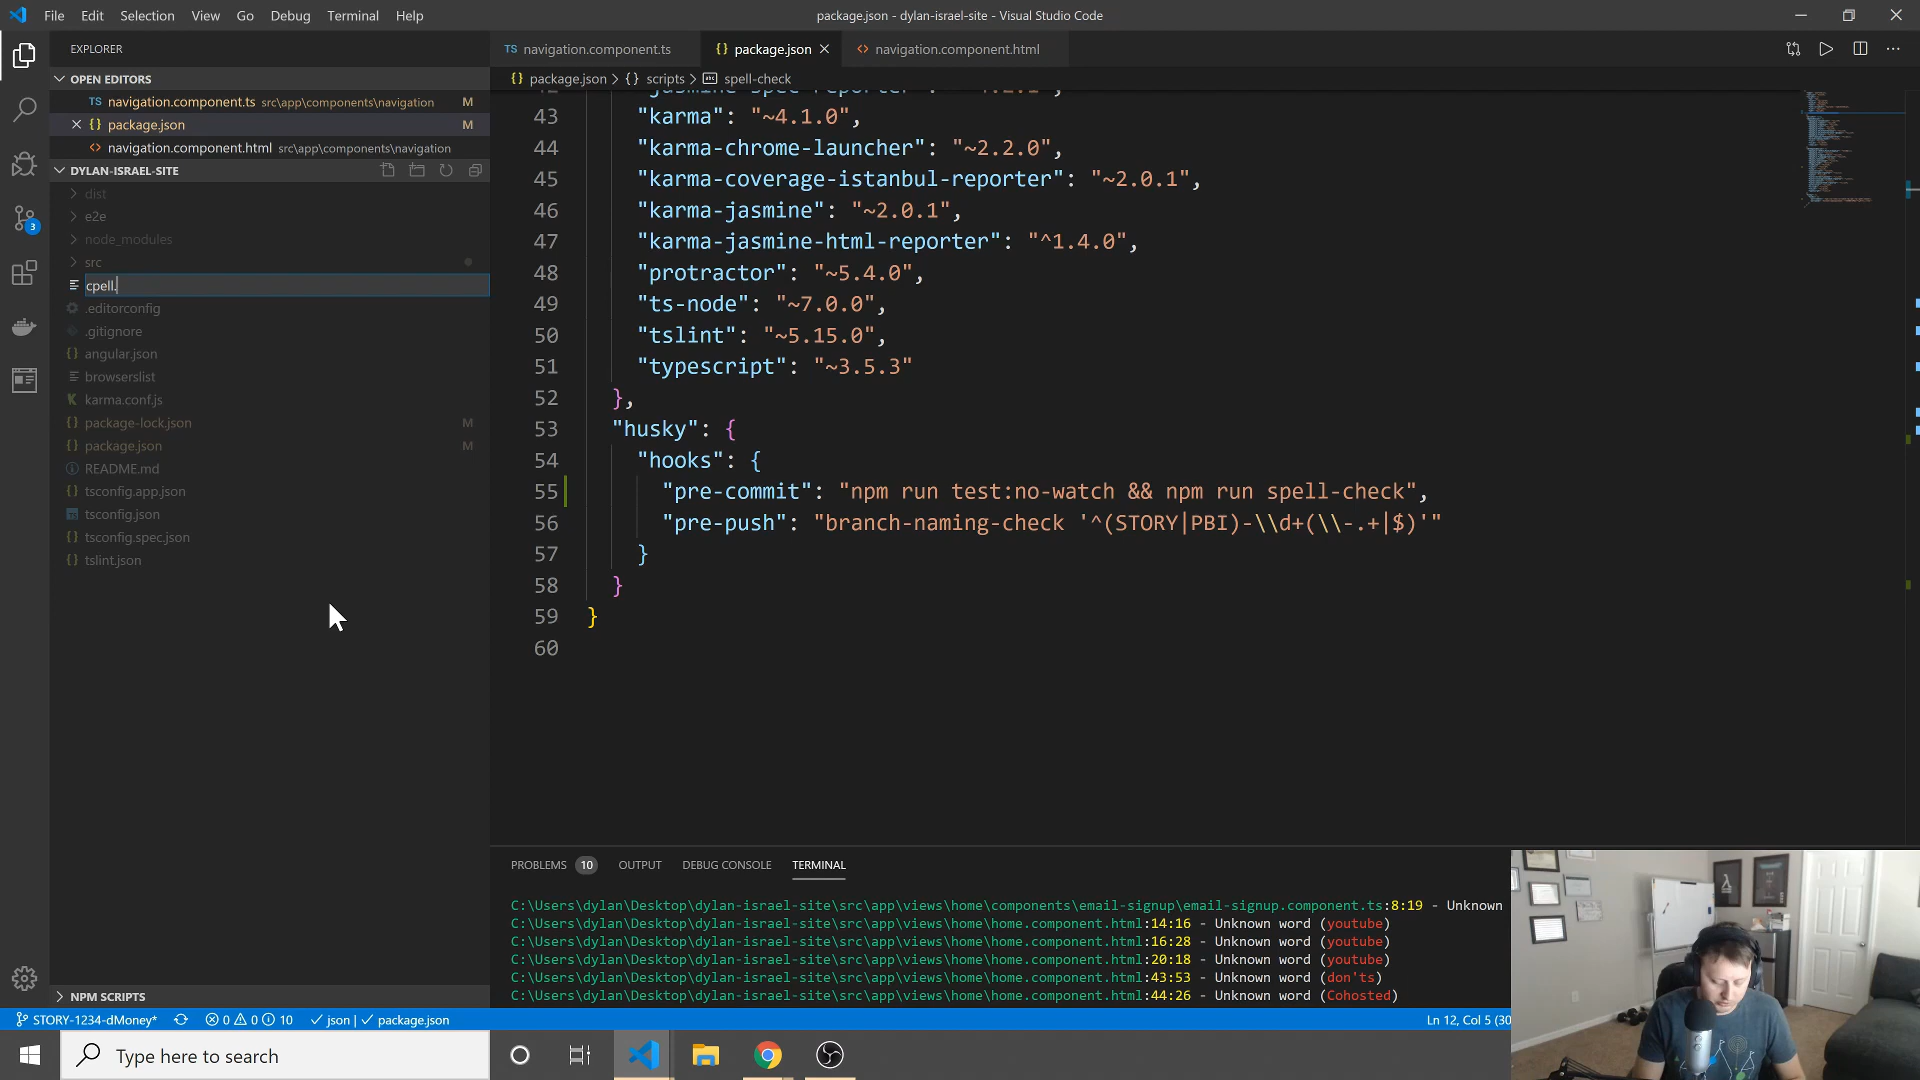 File Edit Selection View Go Debug Terminal Help
package.json - dylan-israel-site - Visual Studio Code
EXPLORER
OPEN EDITORS
TS navigation.component.ts src\app\components\navigation M
{} package.json M
<> navigation.component.html src\app\components\navigation
DYLAN-ISRAEL-SITE
dist
e2e
node_modules
src
cpell.
.editorconfig
.gitignore
{} angular.json
browserslist
K karma.conf.js
{} package-lock.json M
{} package.json M
README.md
{} tsconfig.app.json
tsconfig.json
{} tsconfig.spec.json
{} tslint.json
NPM SCRIPTS
3
TS navigation.component.ts
{} package.json
<> navigation.component.html
{} package.json > {} scripts > abc spell-check
43 "karma": "~4.1.0",
44 "karma-chrome-launcher": "~2.2.0",
45 "karma-coverage-istanbul-reporter": "~2.0.1",
46 "karma-jasmine": "~2.0.1",
47 "karma-jasmine-html-reporter": "^1.4.0",
48 "protractor": "~5.4.0",
49 "ts-node": "~7.0.0",
50 "tslint": "~5.15.0",
51 "typescript": "~3.5.3"
52 },
53 "husky": {
54 "hooks": {
55 "pre-commit": "npm run test:no-watch && npm run spell-check",
56 "pre-push": "branch-naming-check '^(STORY|PBI)-\\d+(\\-.+|$)'"
57 }
58 }
59 }
60
PROBLEMS 10 OUTPUT DEBUG CONSOLE TERMINAL
C:\Users\dylan\Desktop\dylan-israel-site\src\app\views\home\components\email-signup\email-signup.component.ts:8:19 - Unknown
C:\Users\dylan\Desktop\dylan-israel-site\src\app\views\home\home.component.html:14:16 - Unknown word (youtube)
C:\Users\dylan\Desktop\dylan-israel-site\src\app\views\home\home.component.html:16:28 - Unknown word (youtube)
C:\Users\dylan\Desktop\dylan-israel-site\src\app\views\home\home.component.html:20:18 - Unknown word (youtube)
C:\Users\dylan\Desktop\dylan-israel-site\src\app\views\home\home.component.html:43:53 - Unknown word (don'ts)
C:\Users\dylan\Desktop\dylan-israel-site\src\app\views\home\home.component.html:44:26 - Unknown word (Cohosted)
STORY-1234-dMoney* 0 0 10 json | package.json
Ln 12, Col 5 (30
Type here to search